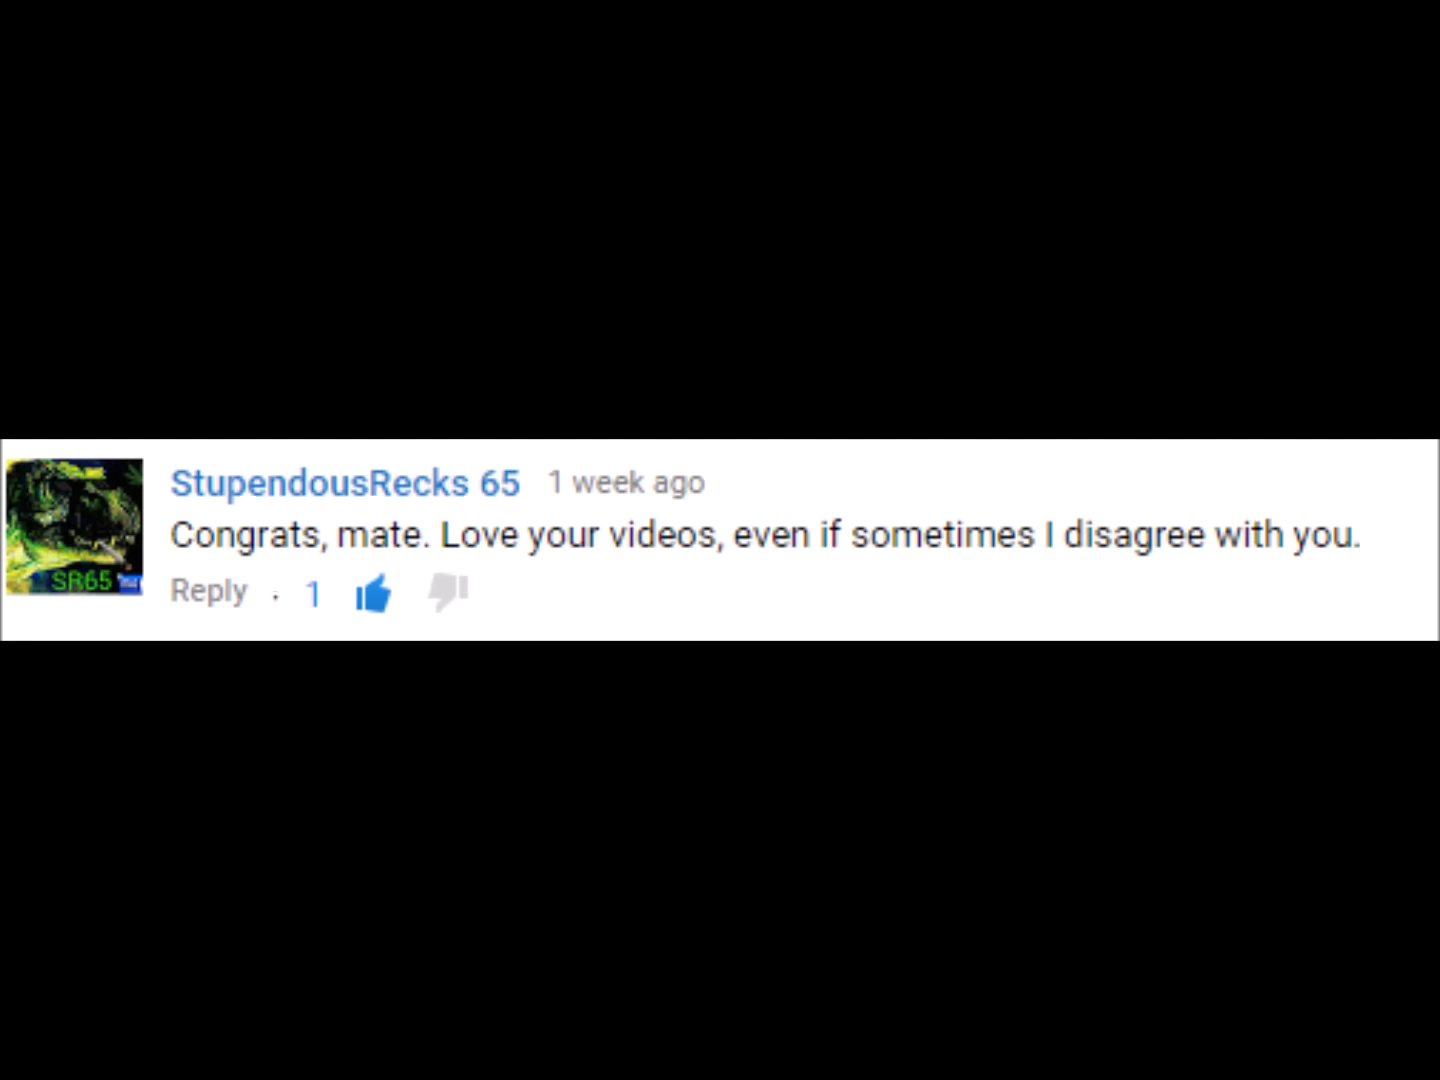 StupendousRecks 65 1 week ago
Congrats, mate. Love your videos, even if sometimes I disagree with you.
SR65
Reply · 1